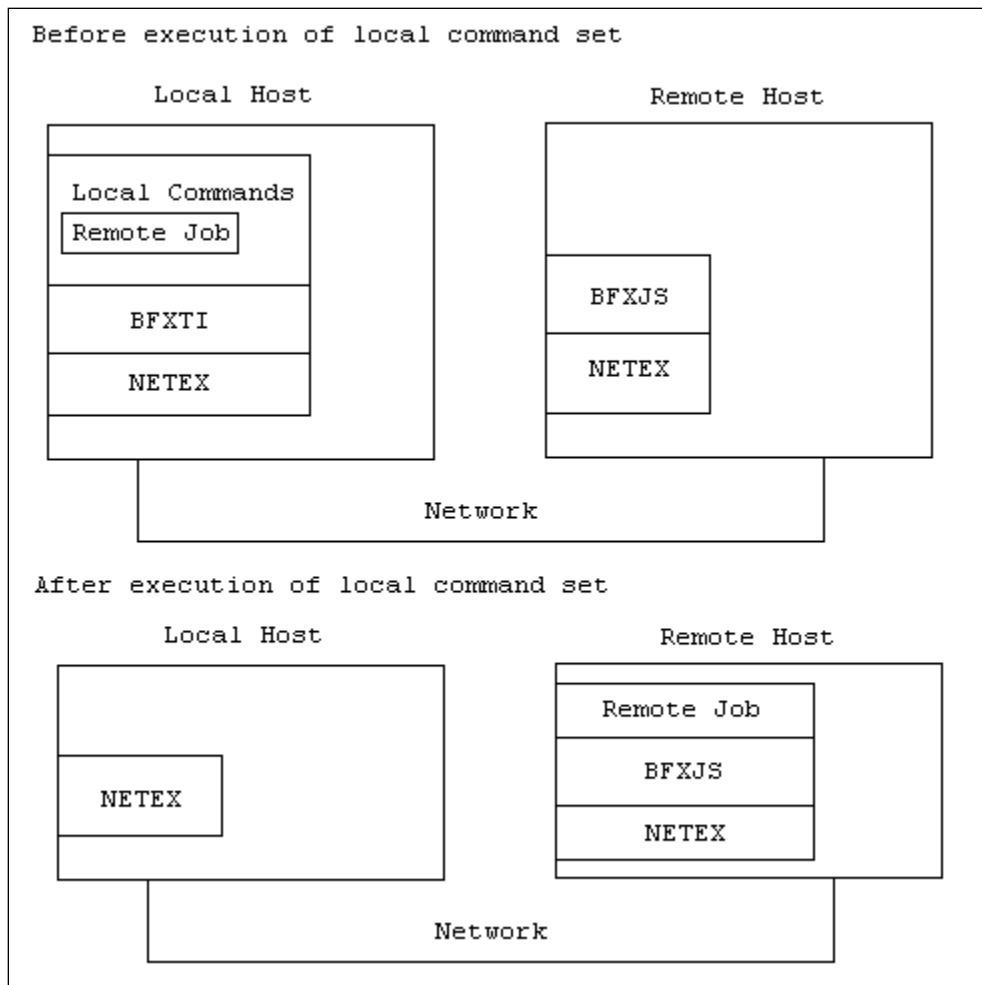 Before execution of local command set
Local Host
Remote Host
Local Commands
Remote Job
BFXTI
NETEX
BFXJS
NETEX
Network
After execution of local command set
Local Host
Remote Host
NETEX
Remote Job
BFXJS
NETEX
Network